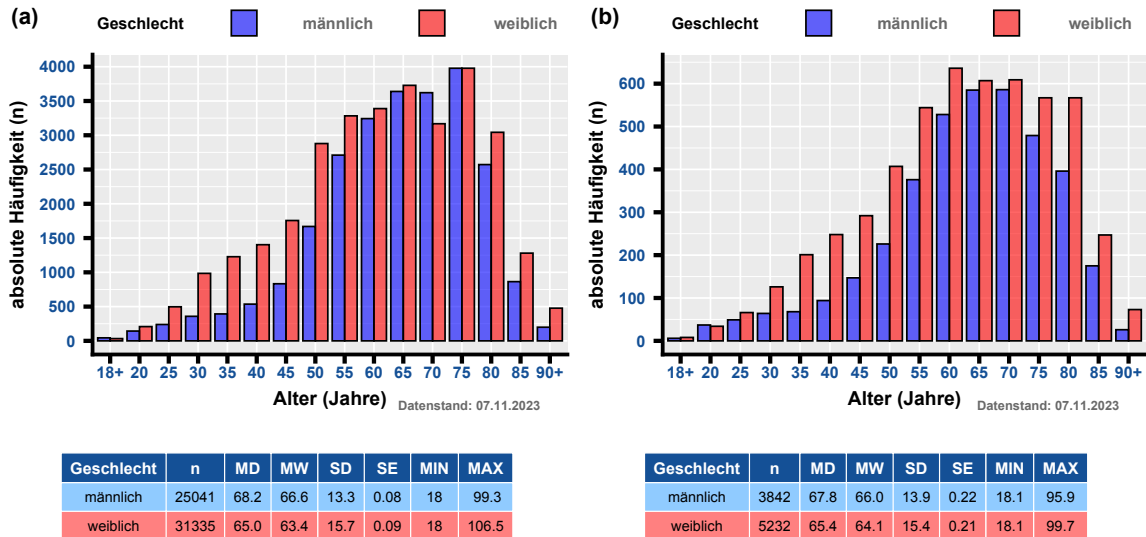 (a)
Geschlecht männlich weiblich
absolute Häufigkeit (n)
4000
3500
3000
2500
2000
1500
1000
500
0
18+ 20 25 30 35 40 45 50 55 60 65 70 75 80 85 90+
Alter (Jahre)
Datenstand: 07.11.2023
Geschlecht n MD MW SD SE MIN MAX
männlich 25041 68.2 66.6 13.3 0.08 18 99.3
weiblich 31335 65.0 63.4 15.7 0.09 18 106.5
(b)
Geschlecht männlich weiblich
absolute Häufigkeit (n)
600
500
400
300
200
100
0
18+ 20 25 30 35 40 45 50 55 60 65 70 75 80 85 90+
Alter (Jahre)
Datenstand: 07.11.2023
Geschlecht n MD MW SD SE MIN MAX
männlich 3842 67.8 66.0 13.9 0.22 18.1 95.9
weiblich 5232 65.4 64.1 15.4 0.21 18.1 99.7